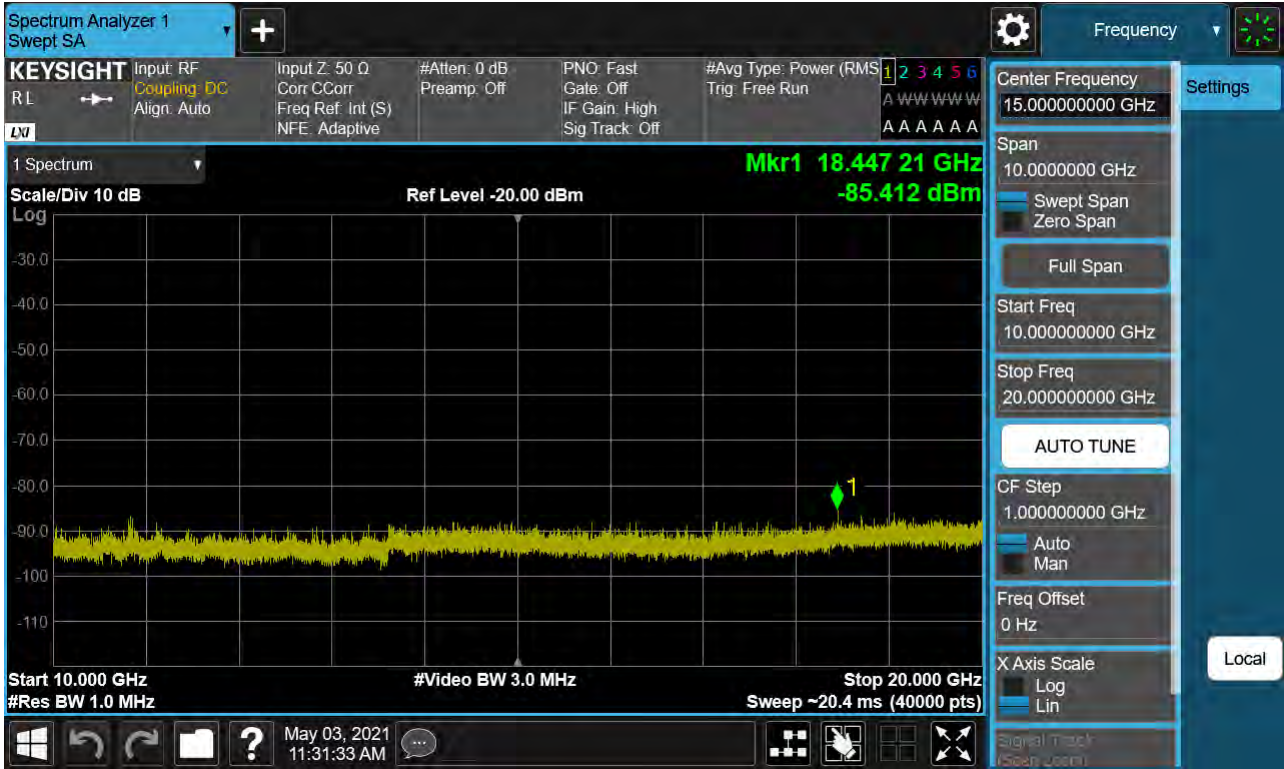 Spectrum Analyzer 1
Swept SA
+
Frequency
KEYSIGHT
RL
LXI
Input: RF
Coupling: DC
Align: Auto
Input Z: 50 Ω
Corr CCorr
Freq Ref: Int (S)
NFE: Adaptive
#Atten: 0 dB
Preamp: Off
PNO: Fast
Gate: Off
IF Gain: High
Sig Track: Off
#Avg Type: Power (RMS
Trig: Free Run
1 2 3 4 5 6
A W W W W W
A A A A A A
Center Frequency
15.000000000 GHz
Settings
Span
10.0000000 GHz
Swept Span
Zero Span
Full Span
Start Freq
10.000000000 GHz
Stop Freq
20.000000000 GHz
AUTO TUNE
CF Step
1.000000000 GHz
Auto
Man
Freq Offset
0 Hz
X Axis Scale
Log
Lin
Signal Track
(Span Zoom)
Local
1 Spectrum
Mkr1 18.447 21 GHz
Scale/Div 10 dB
Ref Level -20.00 dBm
-85.412 dBm
Log
-30.0
-40.0
-50.0
-60.0
-70.0
-80.0
1
-90.0
-100
-110
Start 10.000 GHz
#Video BW 3.0 MHz
Stop 20.000 GHz
#Res BW 1.0 MHz
Sweep ~20.4 ms (40000 pts)
?
May 03, 2021
11:31:33 AM